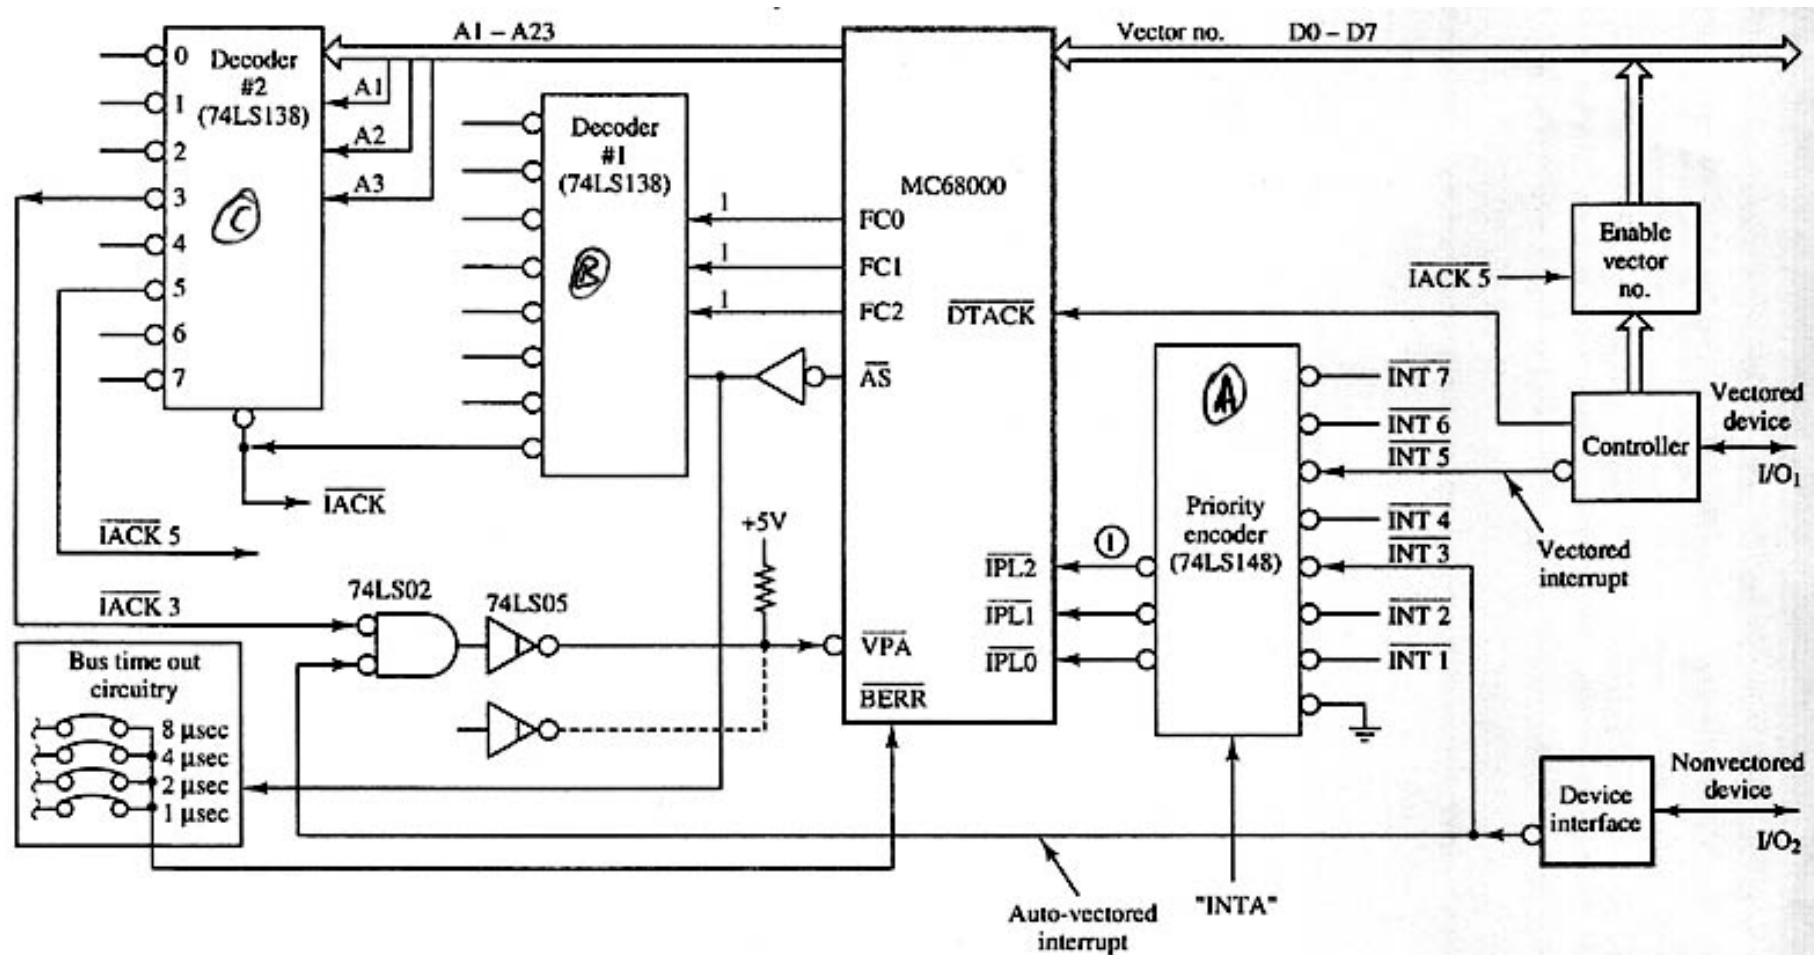 A1 – A23
Vector no. D0 – D7
0
1
2
3
4
5
6
7
Decoder
#2
(74LS138)
A1
A2
A3
C
Decoder
#1
(74LS138)
B
1
1
1
MC68000
FC0
FC1
FC2
AS
DTACK
IPL2
IPL1
IPL0
VPA
BERR
IACK 5
Enable
vector
no.
A
Priority
encoder
(74LS148)
INT 7
INT 6
INT 5
INT 4
INT 3
INT 2
INT 1
Controller
Vectored
device
I/O1
Vectored
interrupt
1
IACK
IACK 5
IACK 3
74LS02
74LS05
+5V
Bus time out
circuitry
8 µsec
4 µsec
2 µsec
1 µsec
Auto-vectored
interrupt
"INTA"
Device
interface
Nonvectored
device
I/O2